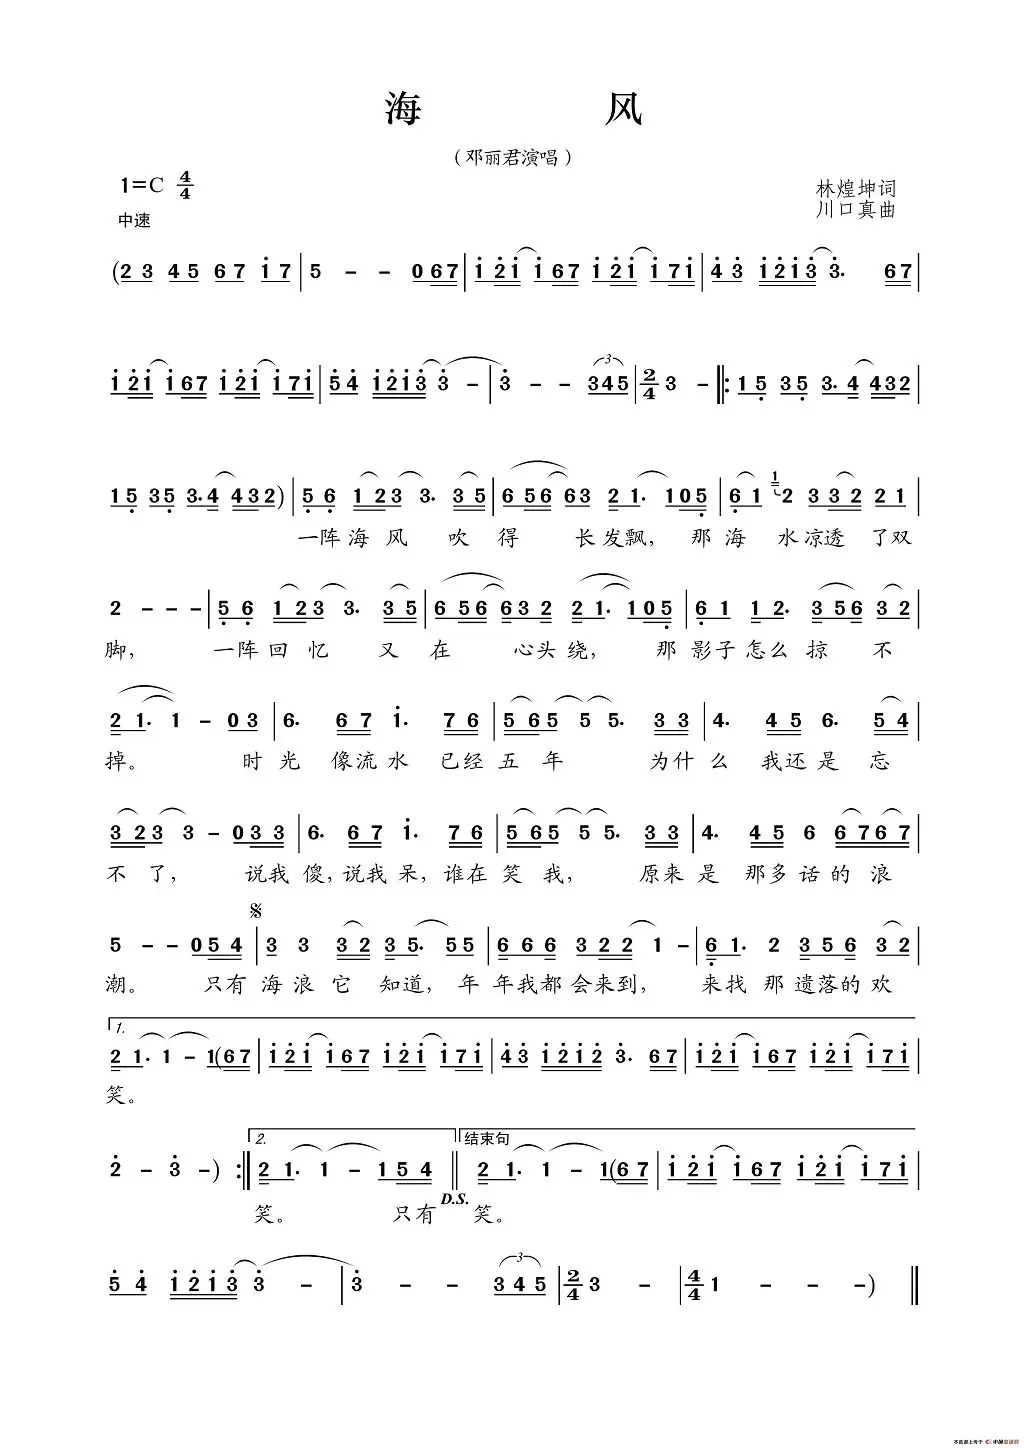 海 风
（邓丽君演唱）
1=C 4/4
林煌坤词
中速
川口真曲
(2 3 4 5 6 7 1 7 | 5 - - 0 6 7 | 1 2 1 1 6 7 1 2 1 1 7 1 | 4 3 1 2 1 3 3. 6 7 |
1 2 1 1 6 7 1 2 1 1 7 1 | 5 4 1 2 1 3 3 - | 3 - - 3 4 5 | 2/4 3 - |: 1 5 3 5 3. 4 4 3 2 |
1 5 3 5 3. 4 4 3 2) | 5 6 1 2 3 3. 3 5 | 6 5 6 6 3 2 1. 1 0 5 | 6 1 1 2 3 3 2 2 1 |
一阵海 风 吹 得 长发飘， 那 海 水凉透 了双
2 - - - | 5 6 1 2 3 3. 3 5 | 6 5 6 6 3 2 2 1. 1 0 5 | 6 1 1 2. 3 5 6 3 2 |
脚， 一阵回 忆 又 在 心头绕， 那 影子怎么掠 不
2 1. 1 - 0 3 | 6. 6 7 1. 7 6 | 5 6 5 5 5. 3 3 | 4. 4 5 6. 5 4 |
掉。 时 光 像流水 已经五 年 为什 么 我还是 忘
3 2 3 3 - 0 3 3 | 6. 6 7 1. 7 6 | 5 6 5 5 5. 3 3 | 4. 4 5 6 6 7 6 7 |
不 了， 说我 傻，说我 呆，谁在 笑 我， 原来 是 那多 话的 浪
5 - - 0 5 4 | 3 3 3 2 3 5. 5 5 | 6 6 6 3 2 2 1 - | 6 1. 2 3 5 6 3 2 |
潮。 只有 海 浪 它 知道， 年 年我都 会来到， 来找 那 遗落的 欢
1.
2 1. 1 - 1 (6 7 | 1 2 1 1 6 7 1 2 1 1 7 1 | 4 3 1 2 1 2 3. 6 7 | 1 2 1 1 6 7 1 2 1 1 7 1 |
笑。
2. 结束句
2 - 3 -) :| 2 1. 1 - 1 5 4 || 2 1. 1 - 1 (6 7 | 1 2 1 1 6 7 1 2 1 1 7 1 |
D.S.
笑。 只有 笑。
5 4 1 2 1 3 3 - | 3 - - 3 4 5 | 2/4 3 - | 4/4 1 - - -) ||